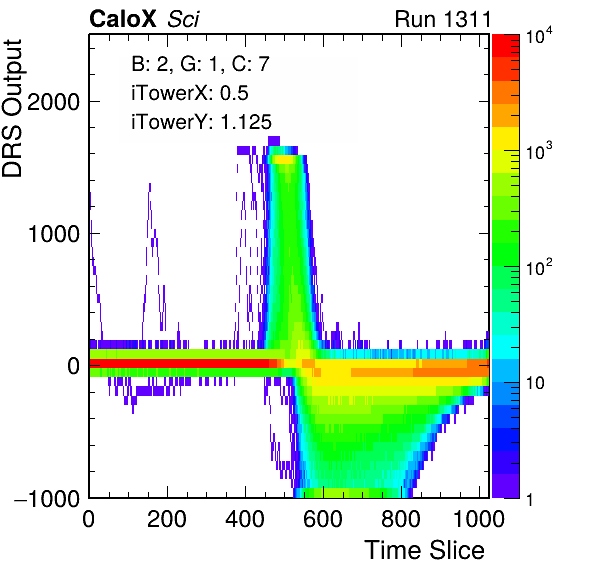 CaloX Sci Run 1311
B: 2, G: 1, C: 7
iTowerX: 0.5
iTowerY: 1.125
DRS Output
2000
1000
0
−1000
0 200 400 600 800 1000
Time Slice
10⁴
10³
10²
10
1